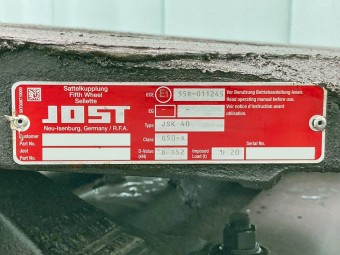 Sattelkupplung
Fifth Wheel
Sellette
JOST
Neu-Isenburg, Germany / R.F.A.
Customer
Part No.
Jost
Part No.
ECE E1 55R-011245
EG - -
Type JSK 40
Class G50-X
D-Value (kN) 152
Imposed Load (t) 20
Serial No.
Vor Benutzung Betriebsanleitung lesen.
Read operating manual before use.
Voir notice d'instruction avant
utilisation.